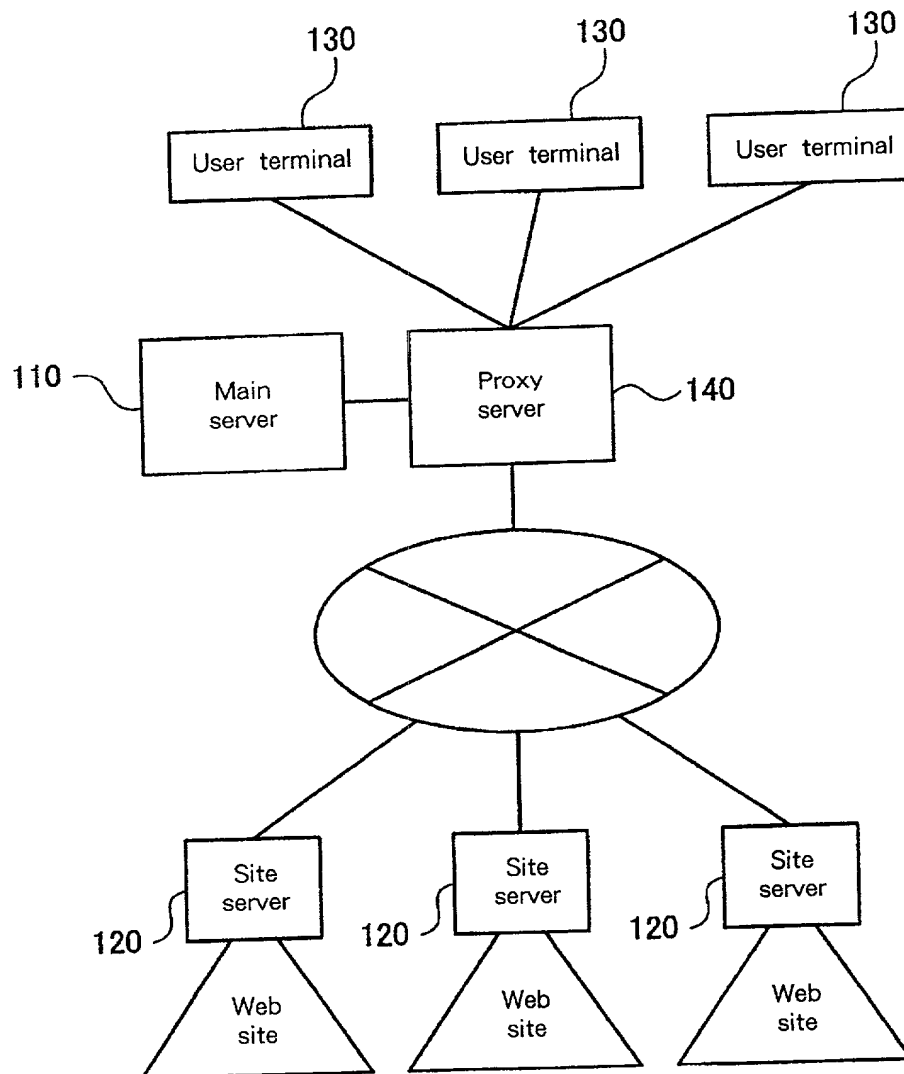 130
130
130
User terminal
User terminal
User terminal
110
Main
server
Proxy
server
140
Site
server
120
Site
server
120
Site
server
120
Web
site
Web
site
Web
site